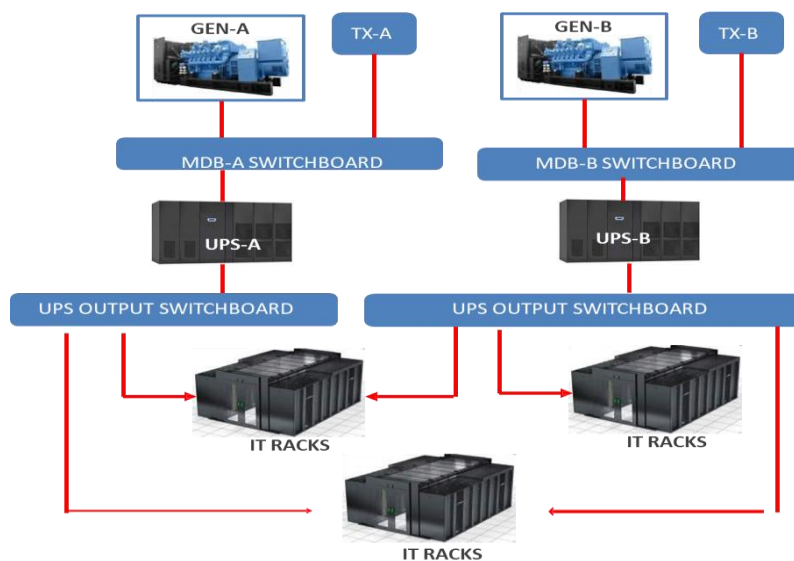 GEN-A
TX-A
GEN-B
TX-B
MDB-A SWITCHBOARD
MDB-B SWITCHBOARD
UPS-A
UPS-B
UPS OUTPUT SWITCHBOARD
UPS OUTPUT SWITCHBOARD
IT RACKS
IT RACKS
IT RACKS